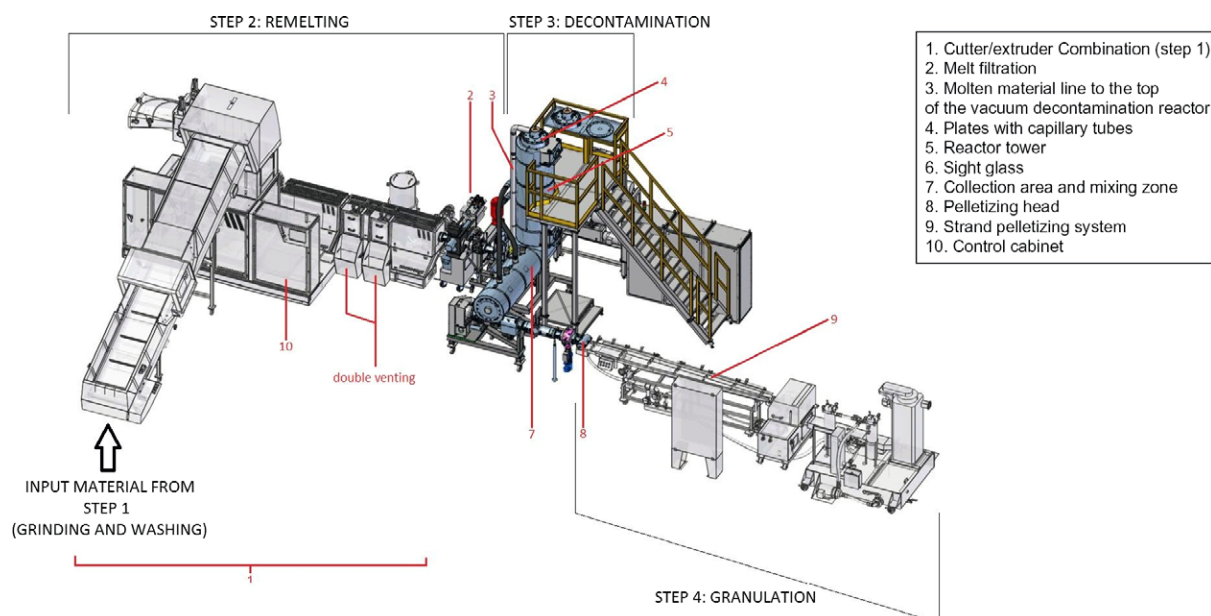 STEP 2: REMELTING
STEP 3: DECONTAMINATION
1. Cutter/extruder Combination (step 1)
2. Melt filtration
3. Molten material line to the top
of the vacuum decontamination reactor
4. Plates with capillary tubes
5. Reactor tower
6. Sight glass
7. Collection area and mixing zone
8. Pelletizing head
9. Strand pelletizing system
10. Control cabinet
2
3
4
5
10
double venting
9
7
8
INPUT MATERIAL FROM
STEP 1
(GRINDING AND WASHING)
1
STEP 4: GRANULATION